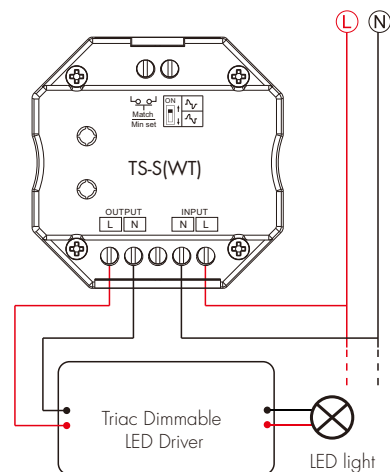 L N
ON
Match
Min set
TS-S(WT)
OUTPUT INPUT
L N N L
Triac Dimmable
LED Driver
LED light